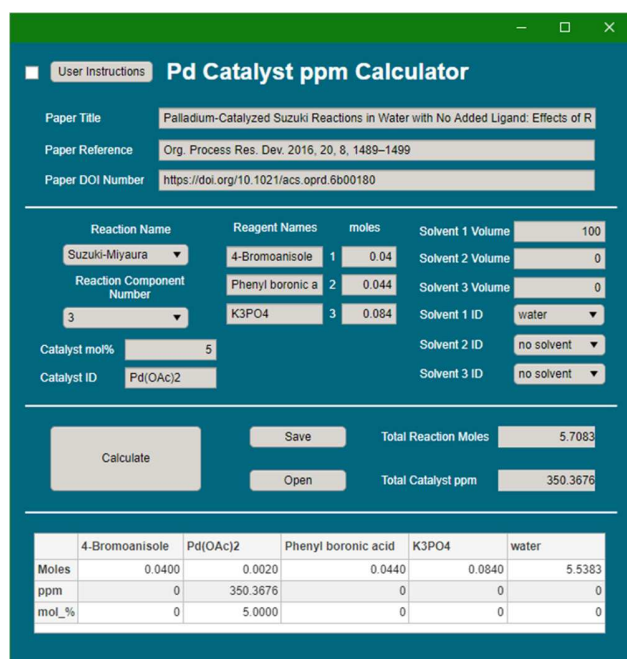 User Instructions Pd Catalyst ppm Calculator
Paper Title Palladium-Catalyzed Suzuki Reactions in Water with No Added Ligand: Effects of R
Paper Reference Org. Process Res. Dev. 2016, 20, 8, 1489–1499
Paper DOI Number https://doi.org/10.1021/acs.oprd.6b00180
Reaction Name
Suzuki-Miyaura
Reaction Component
Number
3
Catalyst mol% 5
Catalyst ID Pd(OAc)2
Reagent Names moles
4-Bromoanisole 1 0.04
Phenyl boronic a 2 0.044
K3PO4 3 0.084
Solvent 1 Volume 100
Solvent 2 Volume 0
Solvent 3 Volume 0
Solvent 1 ID water
Solvent 2 ID no solvent
Solvent 3 ID no solvent
Calculate
Save
Open
Total Reaction Moles 5.7083
Total Catalyst ppm 350.3676
4-Bromoanisole Pd(OAc)2 Phenyl boronic acid K3PO4 water
Moles 0.0400 0.0020 0.0440 0.0840 5.5383
ppm 0 350.3676 0 0 0
mol_% 0 5.0000 0 0 0